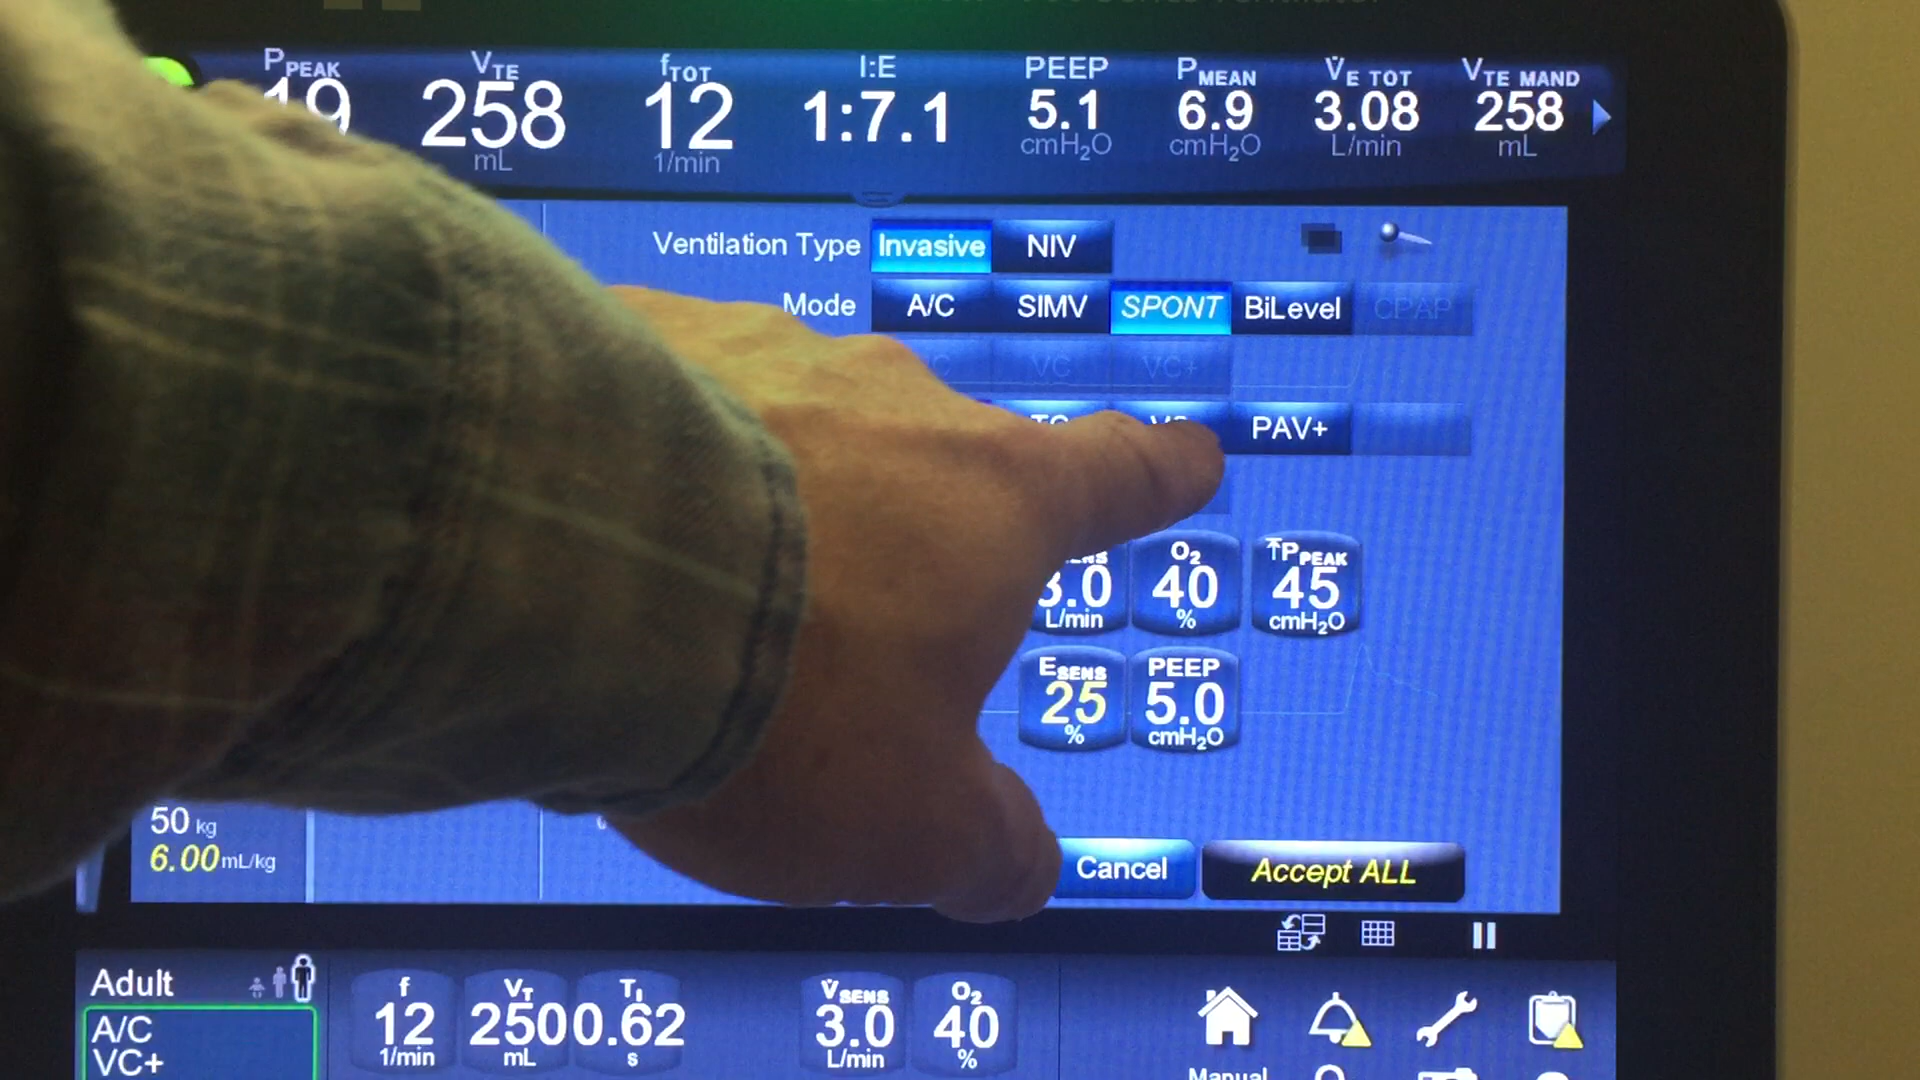 PPEAK VTE fTOT I:E PEEP PMEAN V̇E TOT VTE MAND
19 258 12 1:7.1 5.1 6.9 3.08 258
mL 1/min cmH2O cmH2O L/min mL
Ventilation Type Invasive NIV
Mode A/C SIMV SPONT BiLevel CPAP
VC VC+
PAV+
O2 PPEAK
3.0 40 45
L/min % cmH2O
ESENS PEEP
25 5.0
% cmH2O
50 kg
6.00 mL/kg
Cancel Accept ALL
Adult
A/C
VC+
f VT TI V̇SENS O2
12 250 0.62 3.0 40
1/min mL s L/min %
Manual